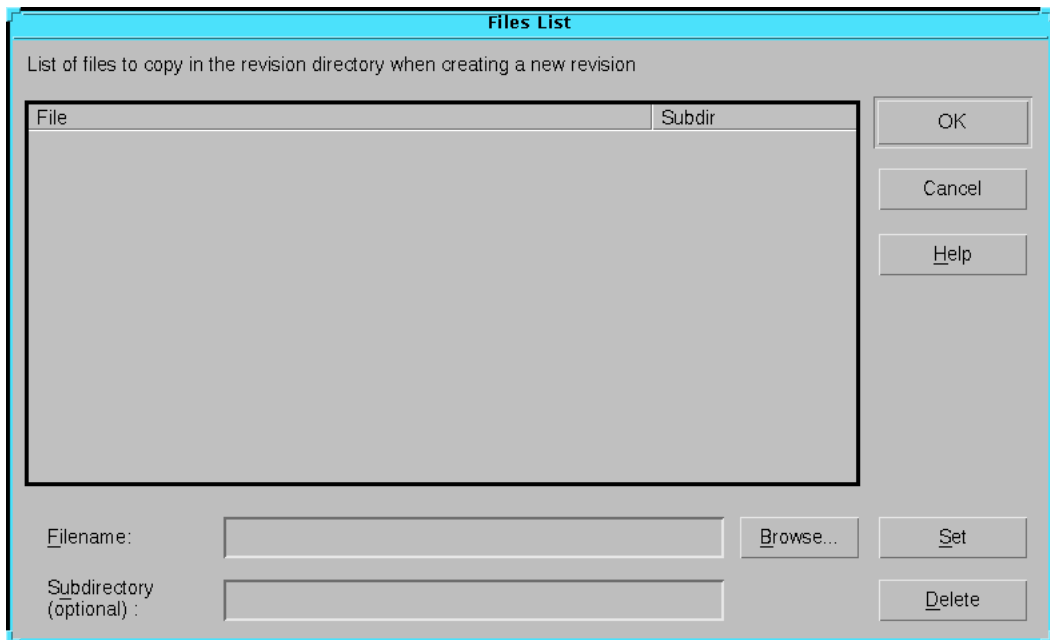 Files List
List of files to copy in the revision directory when creating a new revision
File Subdir
OK
Cancel
Help
Filename:
Browse...
Set
Subdirectory
(optional) :
Delete